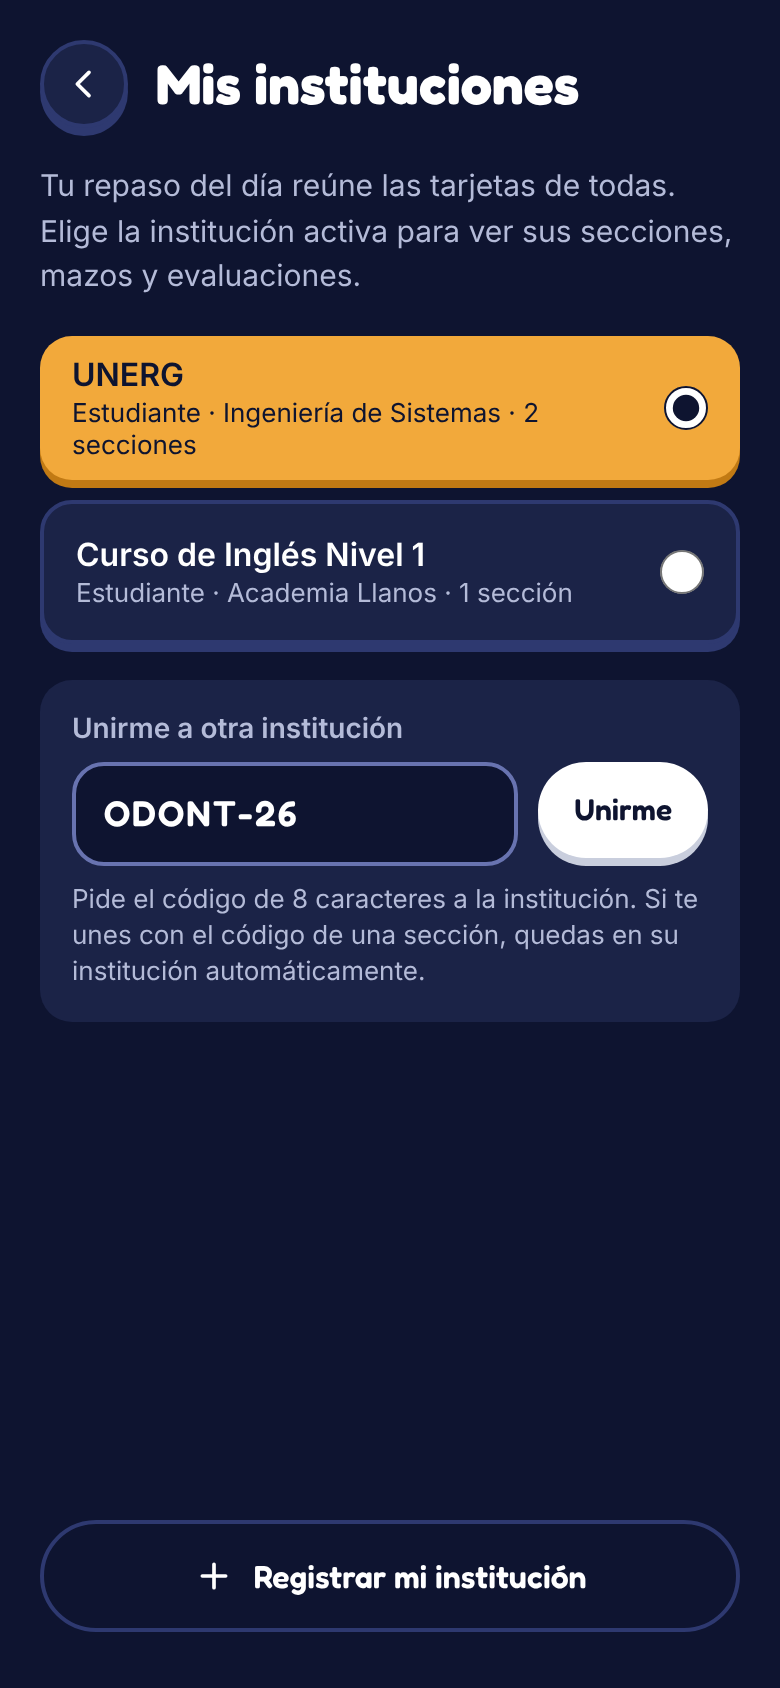 Mis instituciones
Tu repaso del día reúne las tarjetas de todas.
Elige la institución activa para ver sus secciones,
mazos y evaluaciones.
UNERG
Estudiante · Ingeniería de Sistemas · 2
secciones
Curso de Inglés Nivel 1
Estudiante · Academia Llanos · 1 sección
Unirme a otra institución
ODONT-26
Unirme
Pide el código de 8 caracteres a la institución. Si te
unes con el código de una sección, quedas en su
institución automáticamente.
Registrar mi institución